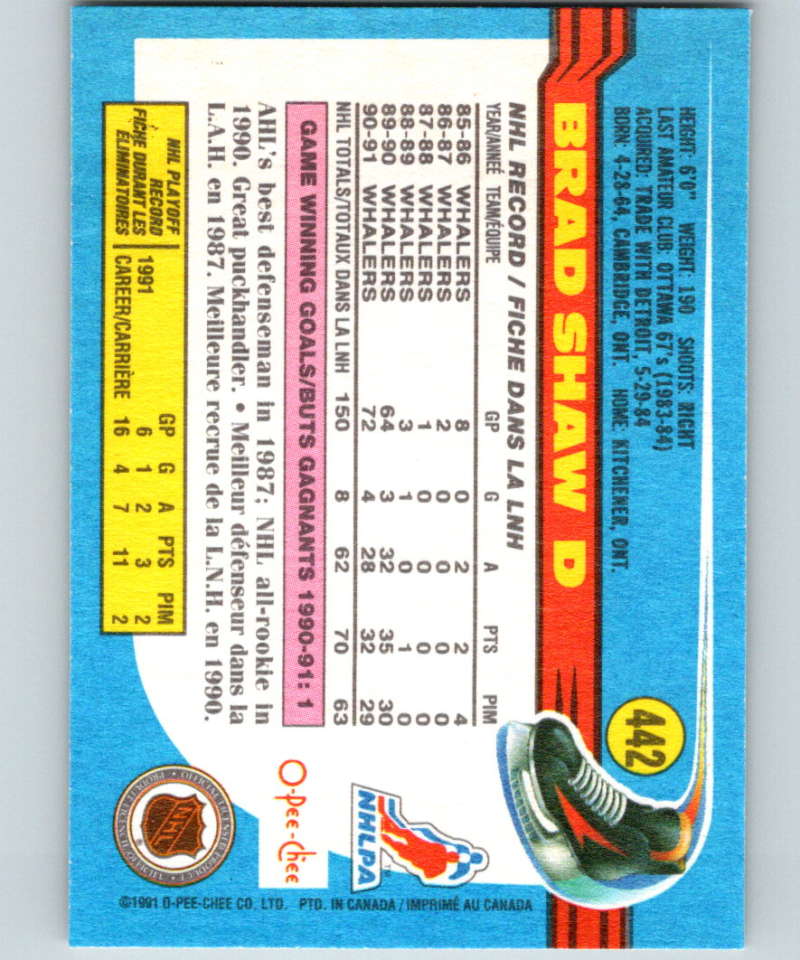 HEIGHT: 6'0" WEIGHT: 190 SHOOTS: RIGHT
LAST AMATEUR CLUB: OTTAWA 67's (1983-84)
ACQUIRED: TRADE WITH DETROIT, 5-29-84
BORN: 4-28-64, CAMBRIDGE, ONT. HOME: KITCHENER, ONT.
442
BRAD SHAW D
NHL RECORD / FICHE DANS LA LNH
YEAR/ANNEÉ TEAM/ÉQUIPE GP G A PTS PIM
85-86 WHALERS 8 0 2 2 4
86-87 WHALERS 2 0 0 0 0
87-88 WHALERS 1 0 0 0 0
88-89 WHALERS 3 1 0 1 0
89-90 WHALERS 64 3 32 35 30
90-91 WHALERS 72 4 28 32 29
NHL TOTALS/TOTAUX DANS LA LNH 150 8 62 70 63
GAME WINNING GOALS/BUTS GAGNANTS 1990-91: 1
AHL's best defenseman in 1987; NHL all-rookie in
1990. Great puckhandler. • Meilleur défenseur dans la
L.A.H. en 1987. Meilleure recrue de la L.N.H. en 1990.
NHL PLAYOFF RECORD
FICHE DURANT LES ÉLIMINATOIRES
GP G A PTS PIM
1991 6 1 2 3 2
CAREER/CARRIÈRE 16 4 7 11 2
NHLPA
TM
O-Pee-Chee
NHL
©1991 O-PEE-CHEE CO. LTD. PTD. IN CANADA / IMPRIMÉ AU CANADA